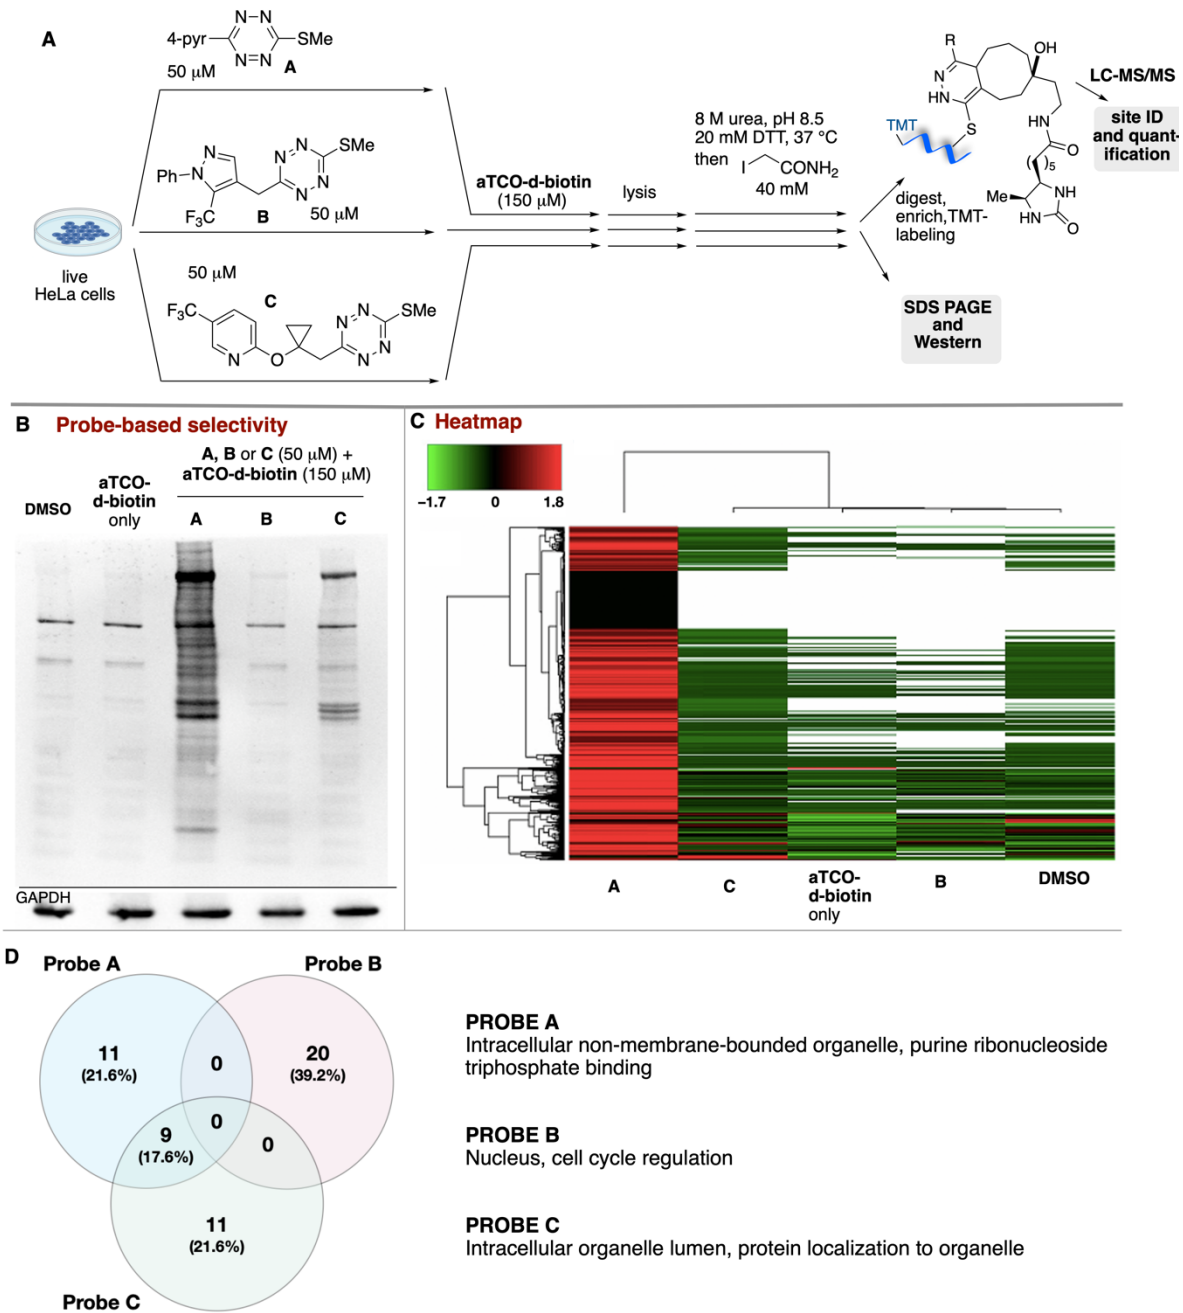 A
4-pyr
N N
N=N
SMe
A
50 μM
Ph
N
N
F₃C
B
N N
N N
SMe
50 μM
live
HeLa cells
50 μM
C
F₃C
N
O
N N
N N
SMe
aTCO-d-biotin
(150 μM)
lysis
8 M urea, pH 8.5
20 mM DTT, 37 °C
then
I
O
NH₂
40 mM
digest,
enrich,TMT-
labeling
R
N
NH
OH
S
TMT
HN
O
( )₅
Me
NH
HN
O
LC-MS/MS
site ID
and quant-
ification
SDS PAGE
and
Western
B Probe-based selectivity
A, B or C (50 μM) +
aTCO-d-biotin (150 μM)
DMSO
aTCO-
d-biotin
only
A B C
GAPDH
C Heatmap
−1.7 0 1.8
A
C
aTCO-
d-biotin
only
B
DMSO
D
Probe A
Probe B
11
(21.6%)
0
20
(39.2%)
0
9
(17.6%)
0
11
(21.6%)
Probe C
PROBE A
Intracellular non-membrane-bounded organelle, purine ribonucleoside
triphosphate binding
PROBE B
Nucleus, cell cycle regulation
PROBE C
Intracellular organelle lumen, protein localization to organelle